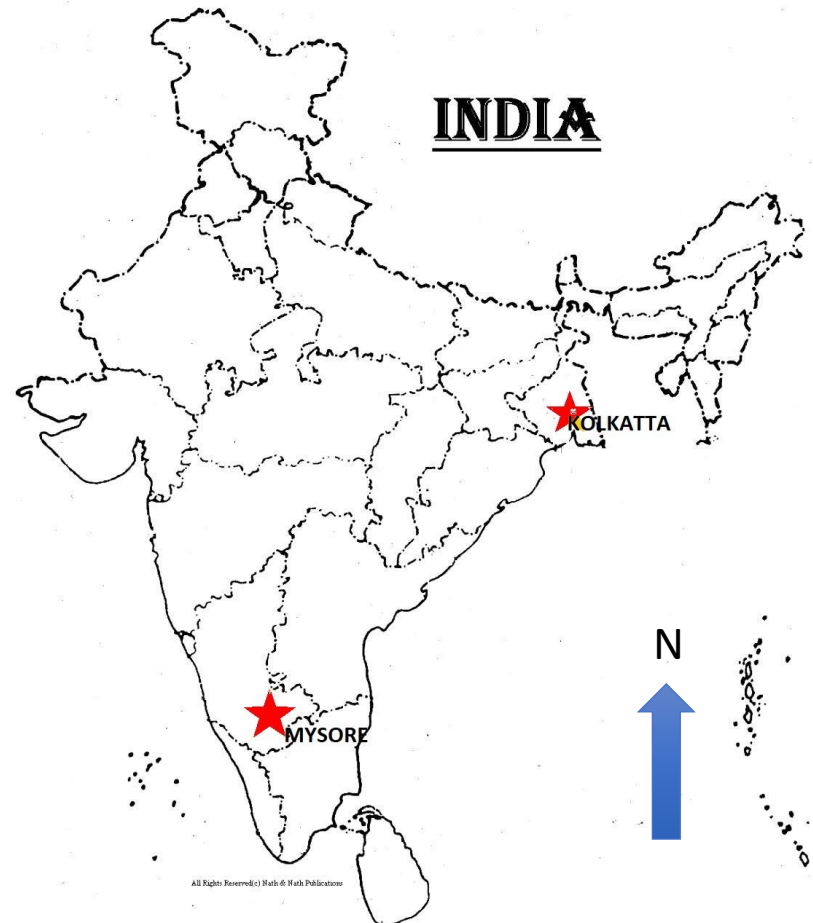 INDIA
KOLKATTA
N
MYSORE
All Rights Reserved(c) Nath & Nath Publications